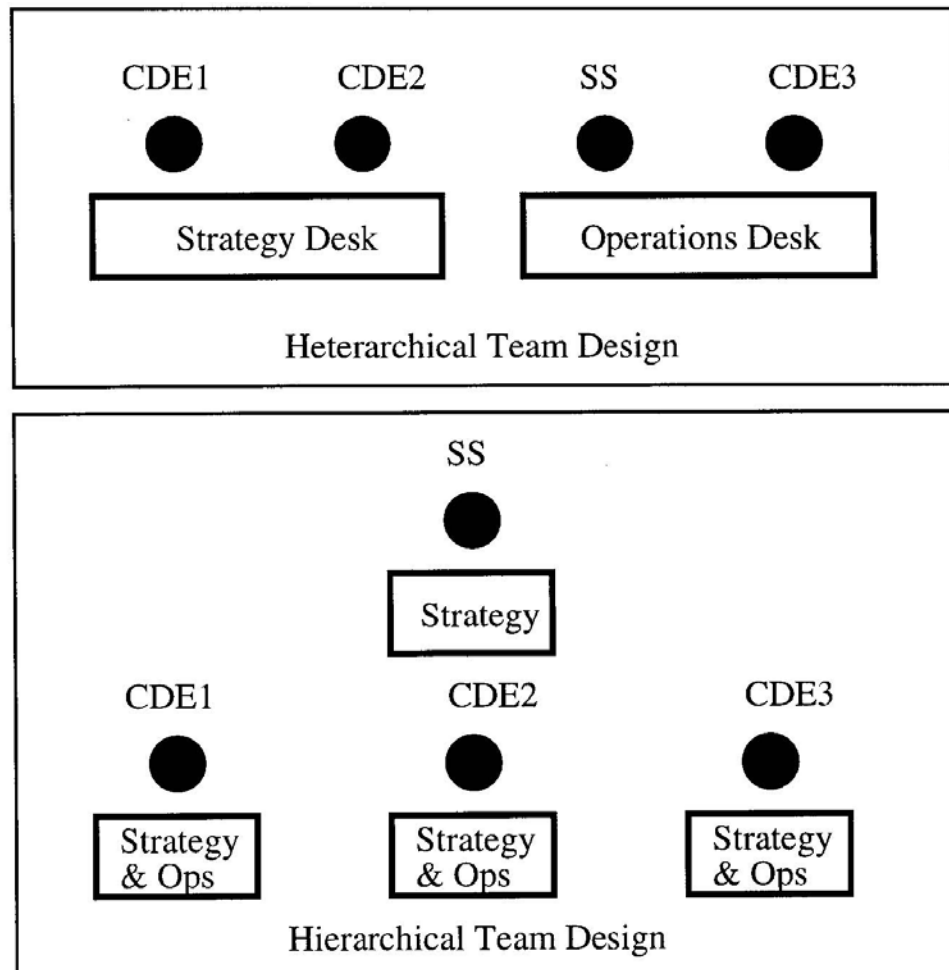 CDE1 CDE2 SS CDE3
Strategy Desk Operations Desk
Heterarchical Team Design
SS
Strategy
CDE1 CDE2 CDE3
Strategy Strategy Strategy
& Ops & Ops & Ops
Hierarchical Team Design